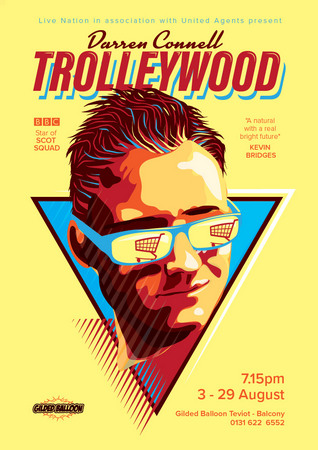 Live Nation in association with United Agents present
Darren Connell
TROLLEYWOOD
BBC
Star of
SCOT
SQUAD
"A natural
with a real
bright future"
KEVIN
BRIDGES
GILDED BALLOON
7.15pm
3 - 29 August
Gilded Balloon Teviot - Balcony
0131 622 6552